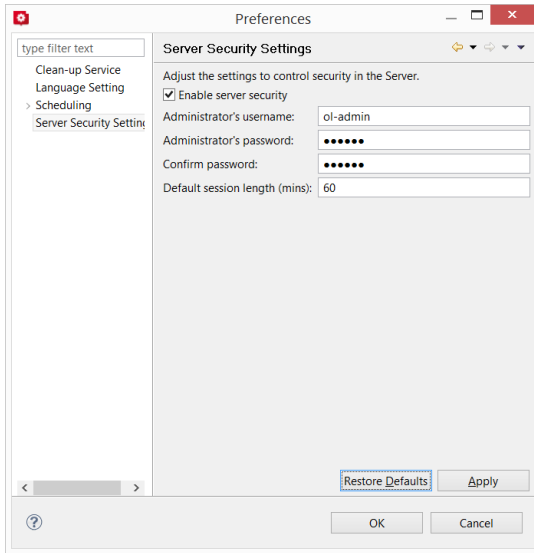 Preferences
type filter text
Clean-up Service
Language Setting
Scheduling
Server Security Setting
Server Security Settings
Adjust the settings to control security in the Server.
Enable server security
Administrator's username: ol-admin
Administrator's password: ●●●●●●
Confirm password: ●●●●●●
Default session length (mins): 60
Restore Defaults Apply
OK Cancel